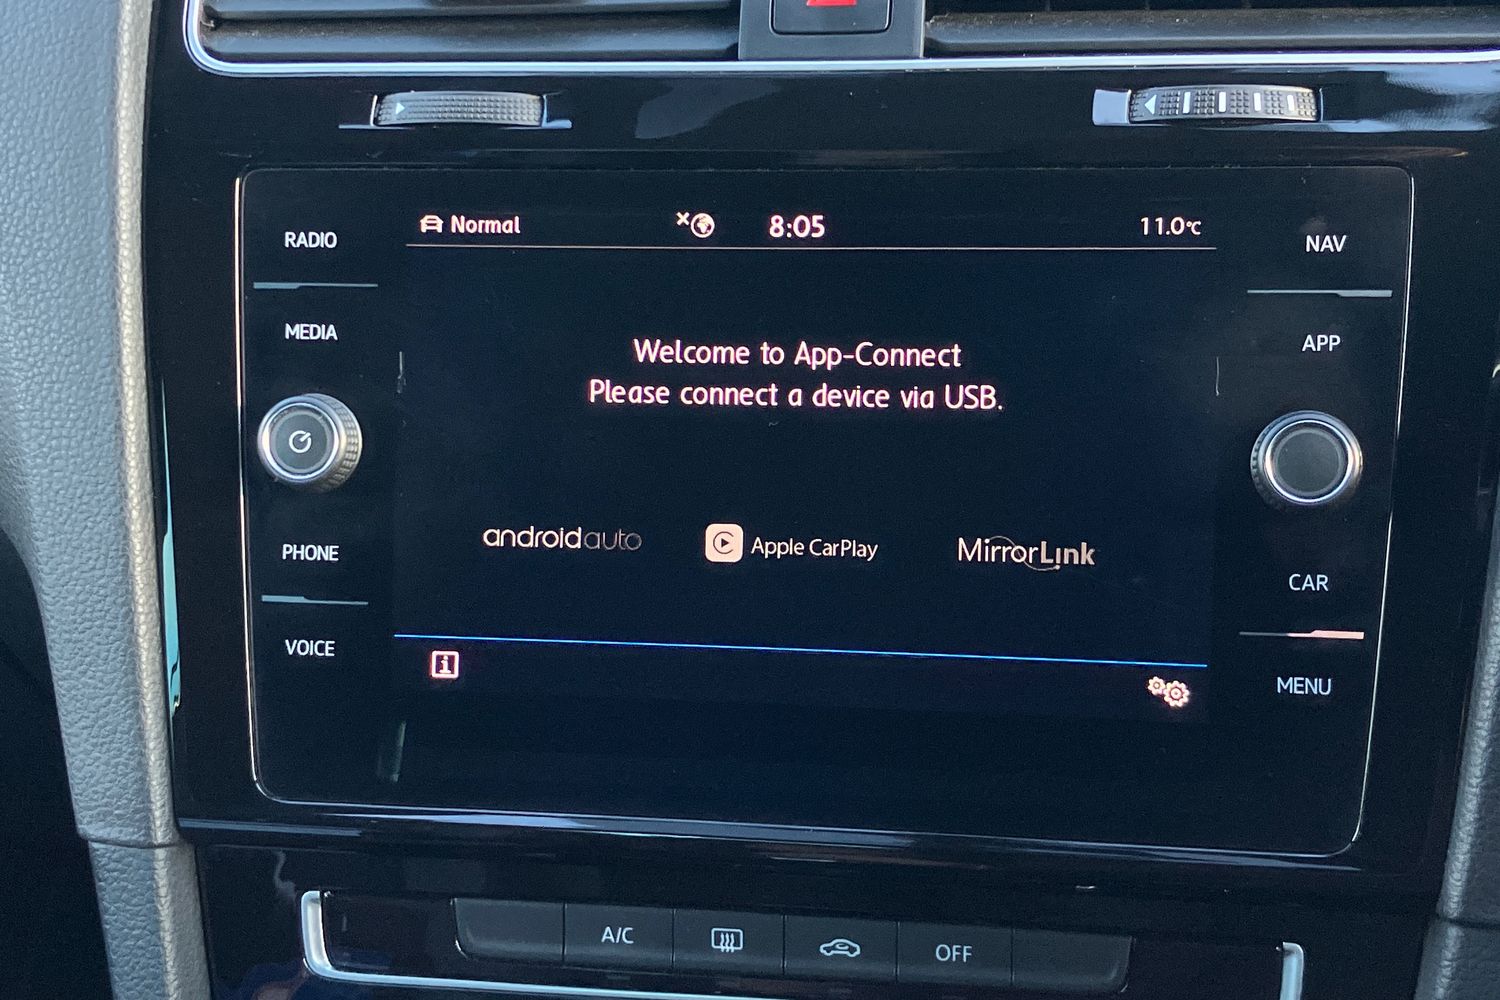 RADIO
MEDIA
PHONE
VOICE
Normal
8:05
11.0°C
Welcome to App-Connect
Please connect a device via USB.
androidauto
Apple CarPlay
MirrorLink
i
NAV
APP
CAR
MENU
A/C
OFF